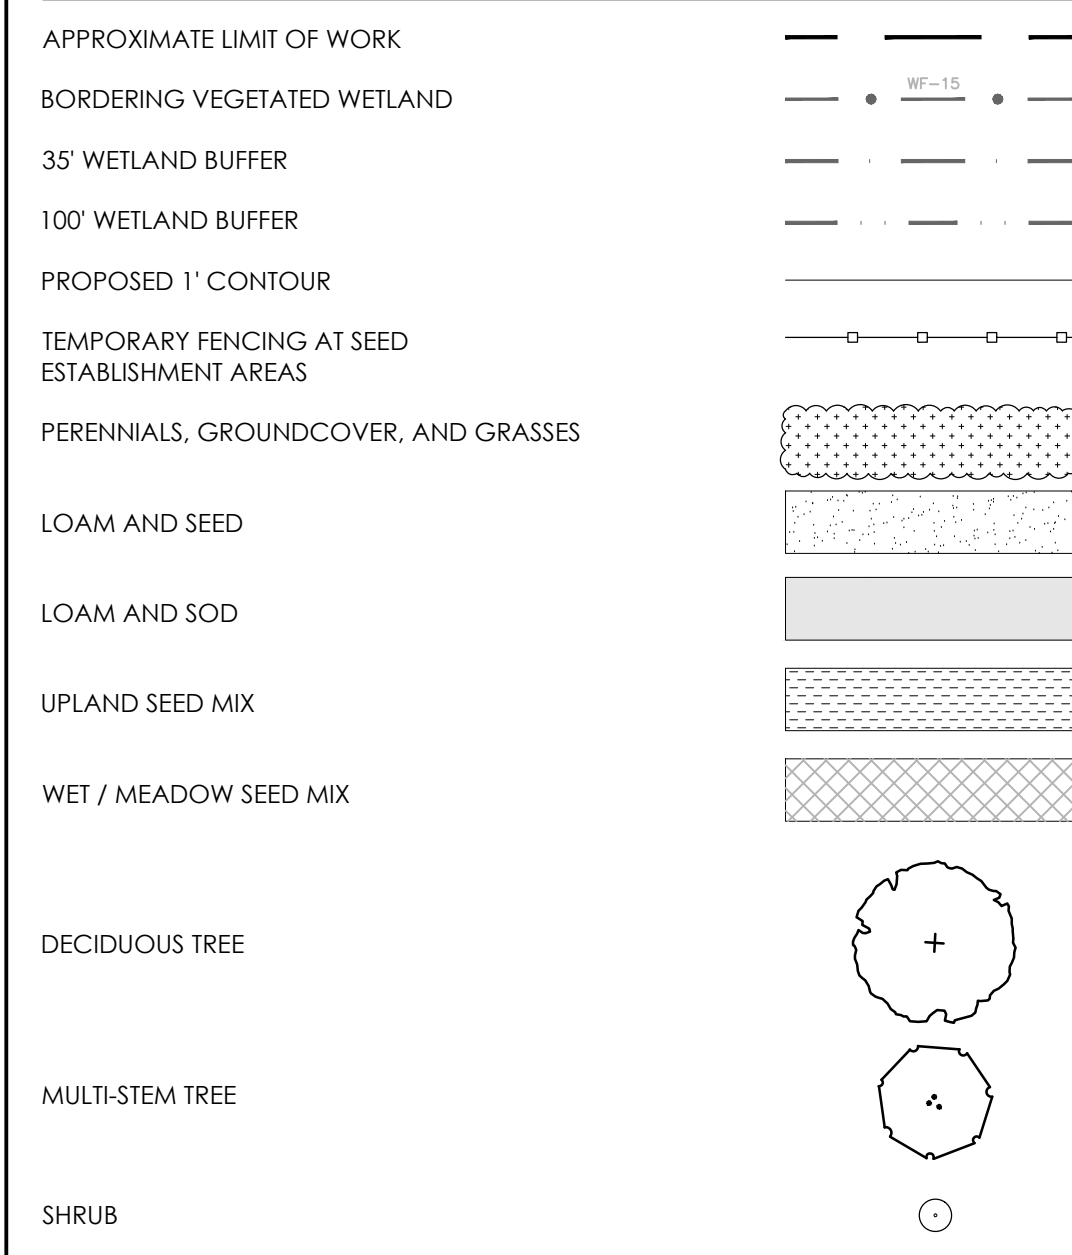 APPROXIMATE LIMIT OF WORK
BORDERING VEGETATED WETLAND
WF-15
35' WETLAND BUFFER
100' WETLAND BUFFER
PROPOSED 1' CONTOUR
TEMPORARY FENCING AT SEED
ESTABLISHMENT AREAS
PERENNIALS, GROUNDCOVER, AND GRASSES
LOAM AND SEED
LOAM AND SOD
UPLAND SEED MIX
WET / MEADOW SEED MIX
DECIDUOUS TREE
MULTI-STEM TREE
SHRUB